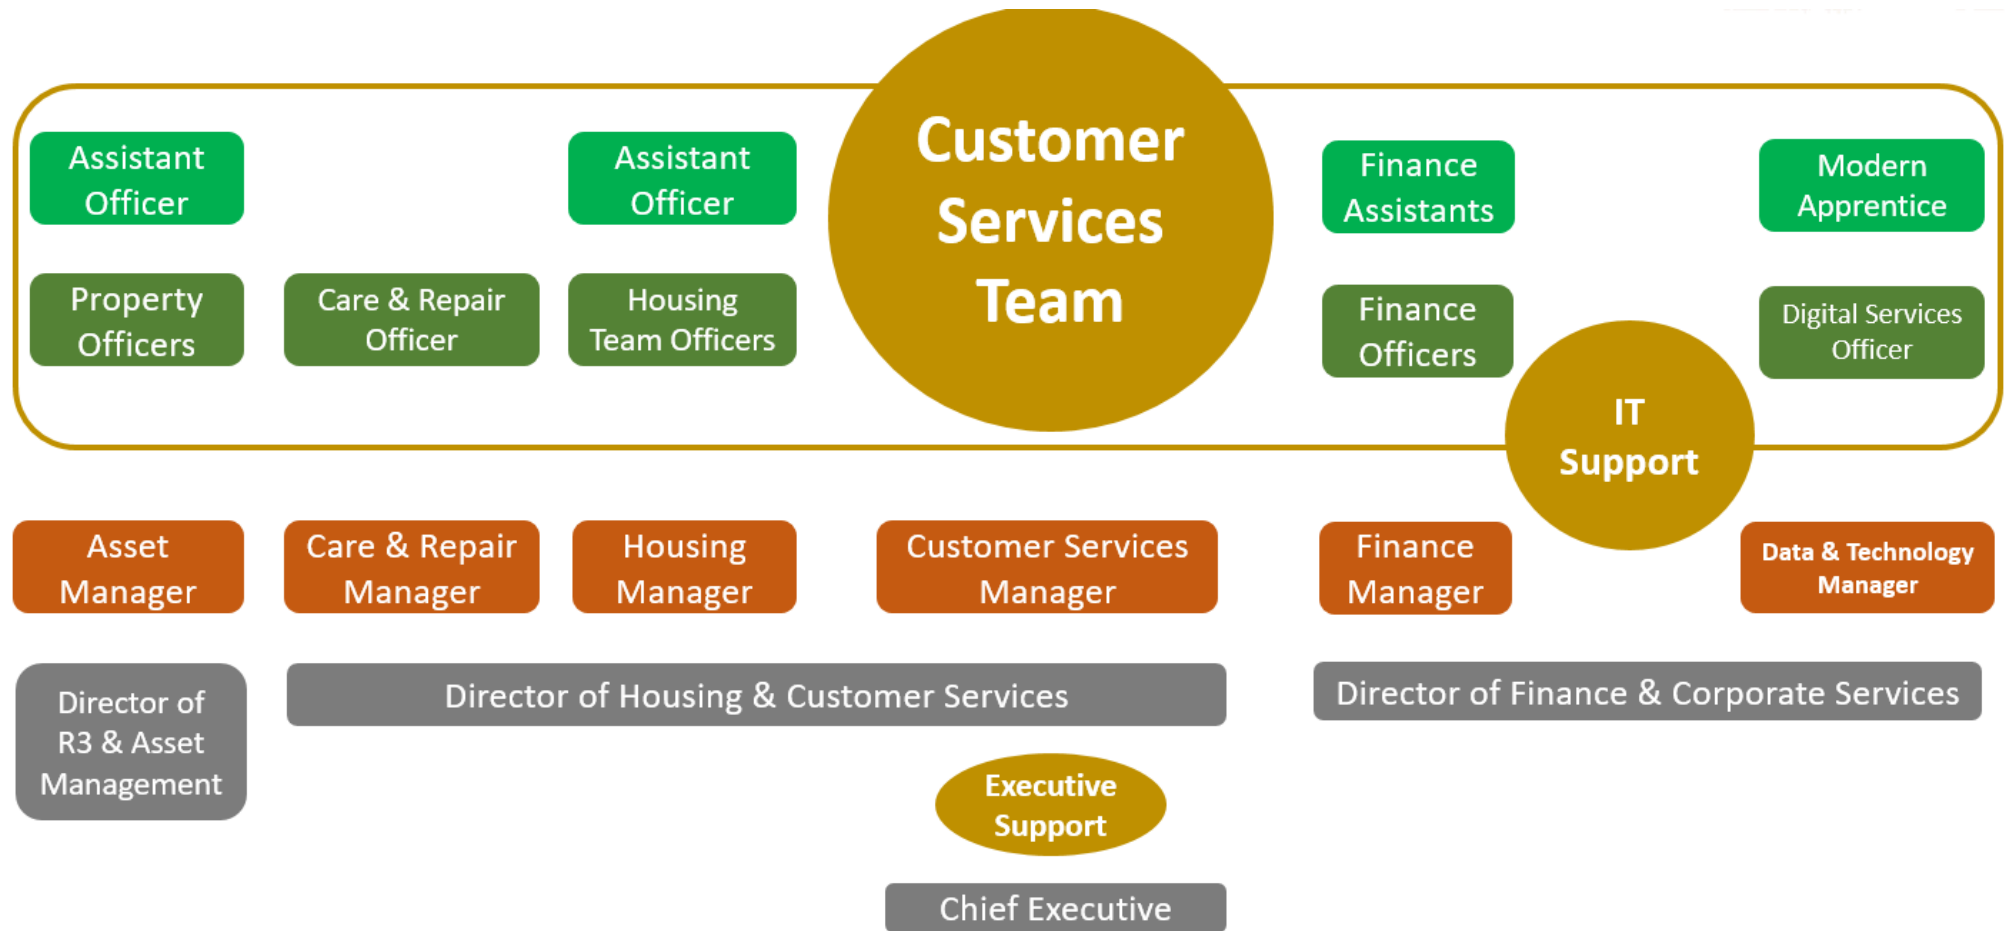 Customer
Services
Team
Assistant
Officer
Assistant
Officer
Finance
Assistants
Modern
Apprentice
Property
Officers
Care & Repair
Officer
Housing
Team Officers
Finance
Officers
Digital Services
Officer
IT
Support
Asset
Manager
Care & Repair
Manager
Housing
Manager
Customer Services
Manager
Finance
Manager
Data & Technology
Manager
Director of
R3 & Asset
Management
Director of Housing & Customer Services
Director of Finance & Corporate Services
Executive
Support
Chief Executive